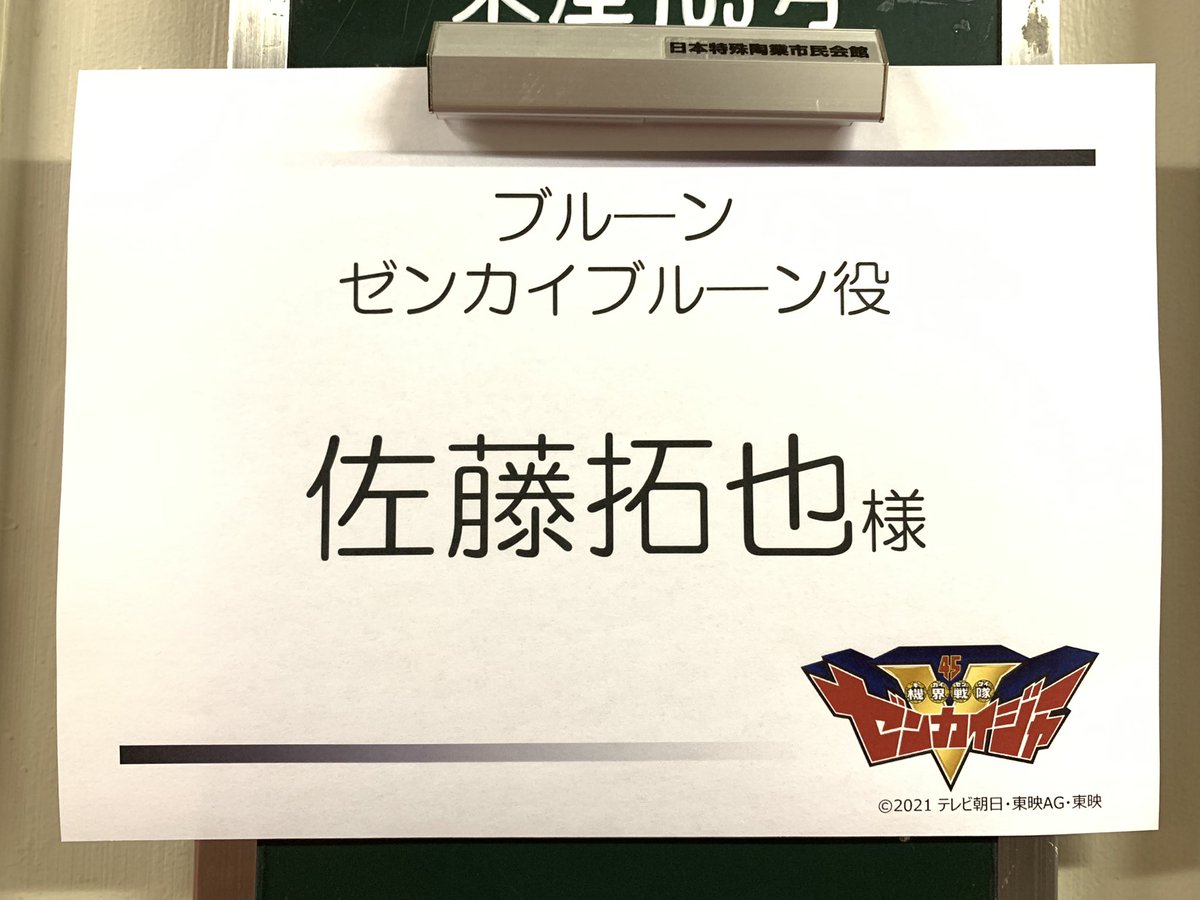 日本特殊陶業市民会館
ブルーン
ゼンカイブルーン役
佐藤拓也様
45
機界戦隊
ゼンカイジャー
©2021 テレビ朝日・東映AG・東映